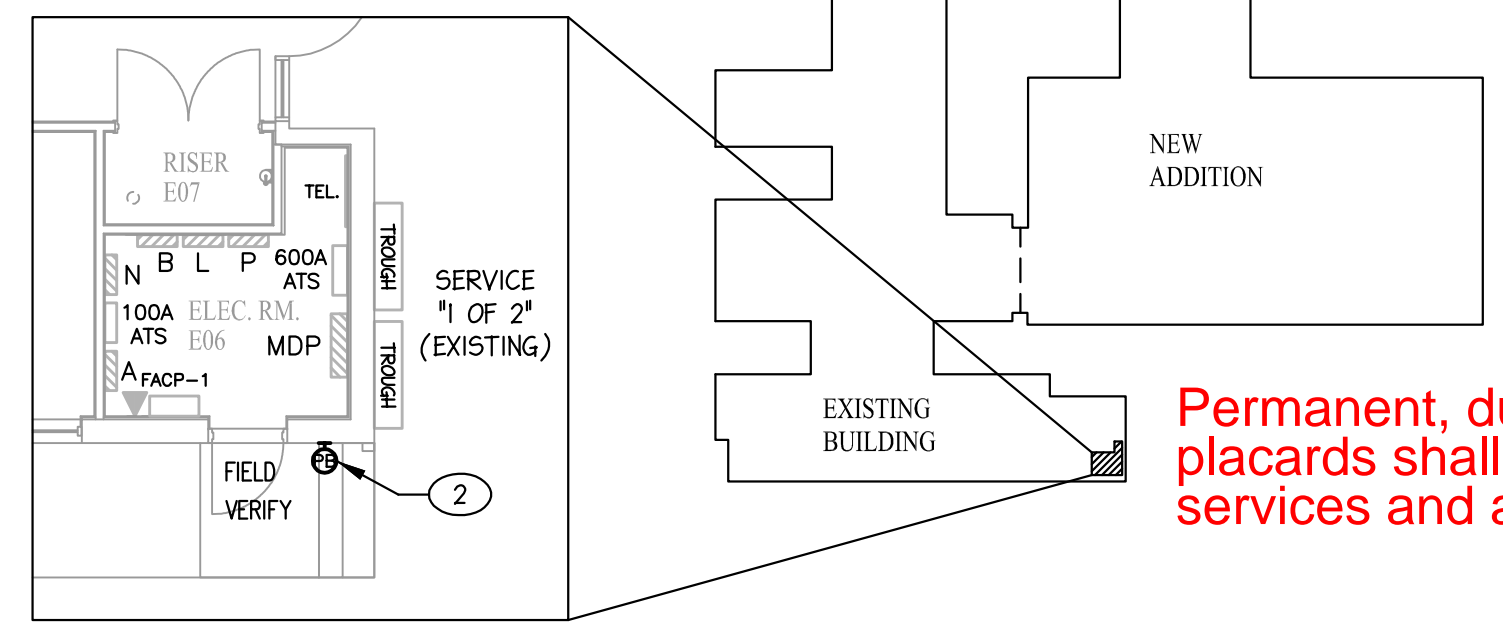 RISER
E07
TEL.
N
B
L
P
600A
ATS
100A
ATS
ELEC. RM.
E06
MDP
A
FACP-1
TROUGH
TROUGH
SERVICE
"1 OF 2"
(EXISTING)
FIELD
VERIFY
PB
2
NEW
ADDITION
EXISTING
BUILDING
Permanent, du
placards shall
services and a